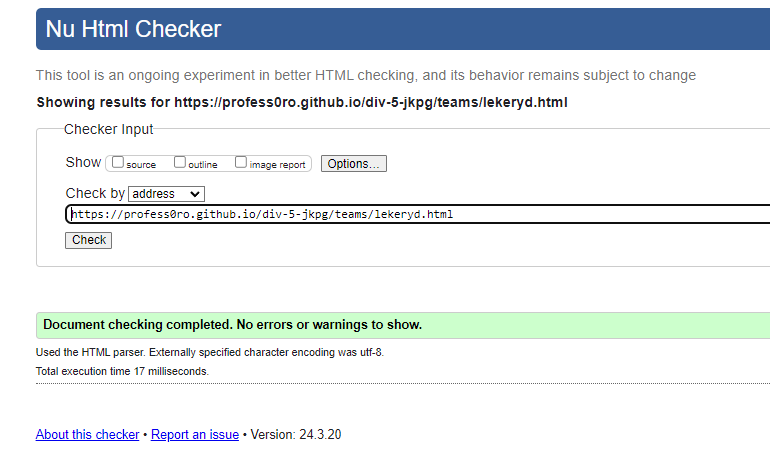 Nu Html Checker
This tool is an ongoing experiment in better HTML checking, and its behavior remains subject to change
Showing results for https://profess0ro.github.io/div-5-jkpg/teams/lekeryd.html
Checker Input
Show source outline image report Options...
Check by address
https://profess0ro.github.io/div-5-jkpg/teams/lekeryd.html
Check
Document checking completed. No errors or warnings to show.
Used the HTML parser. Externally specified character encoding was utf-8.
Total execution time 17 milliseconds.
About this checker • Report an issue • Version: 24.3.20